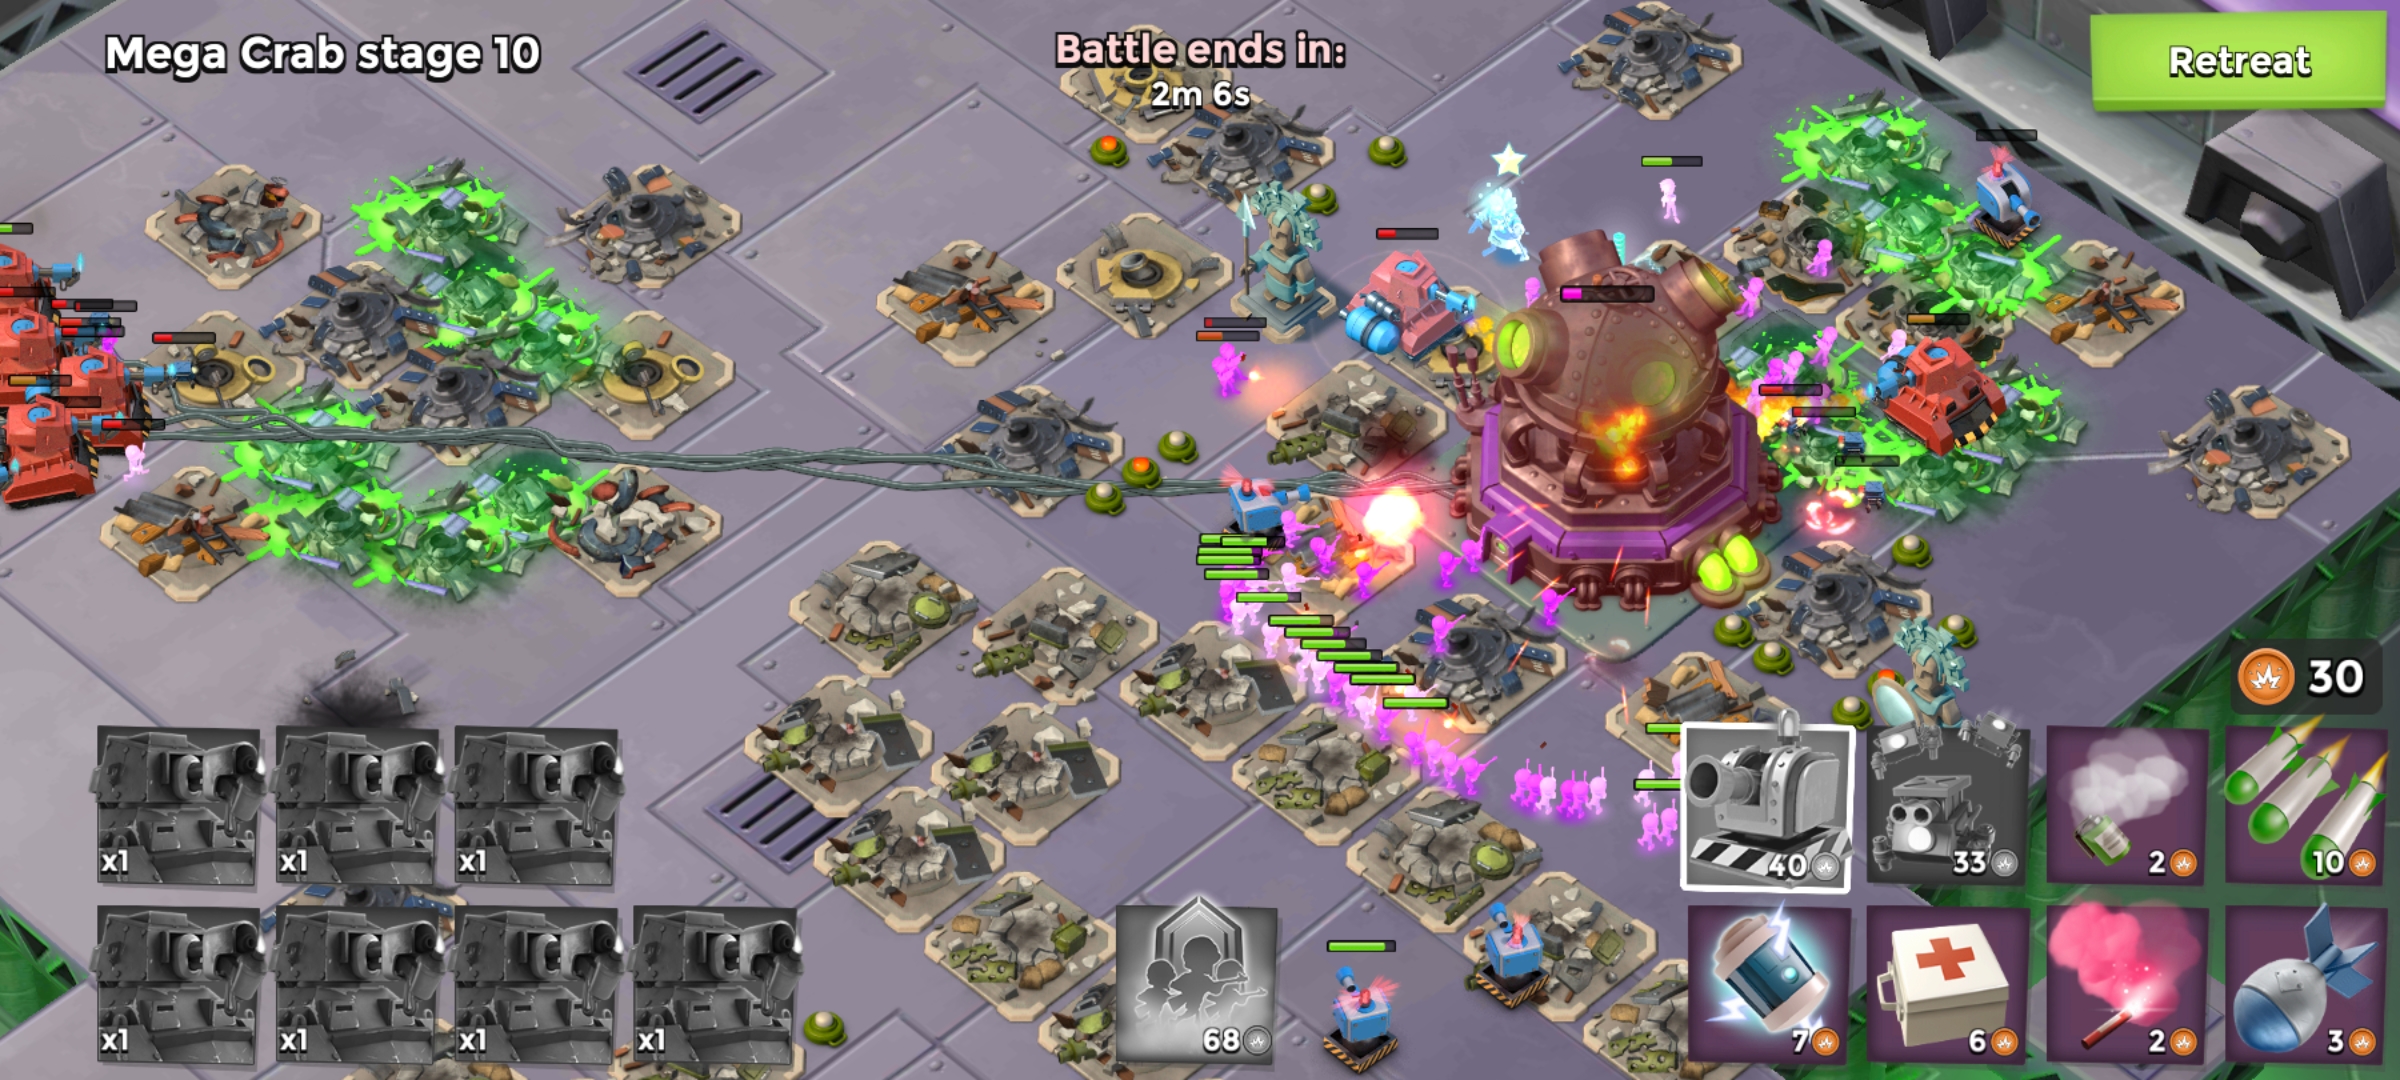 Mega Crab stage 10
Battle ends in:
2m 6s
Retreat
30
x1
x1
x1
40
33
2
10
x1
x1
x1
x1
68
7
6
2
3